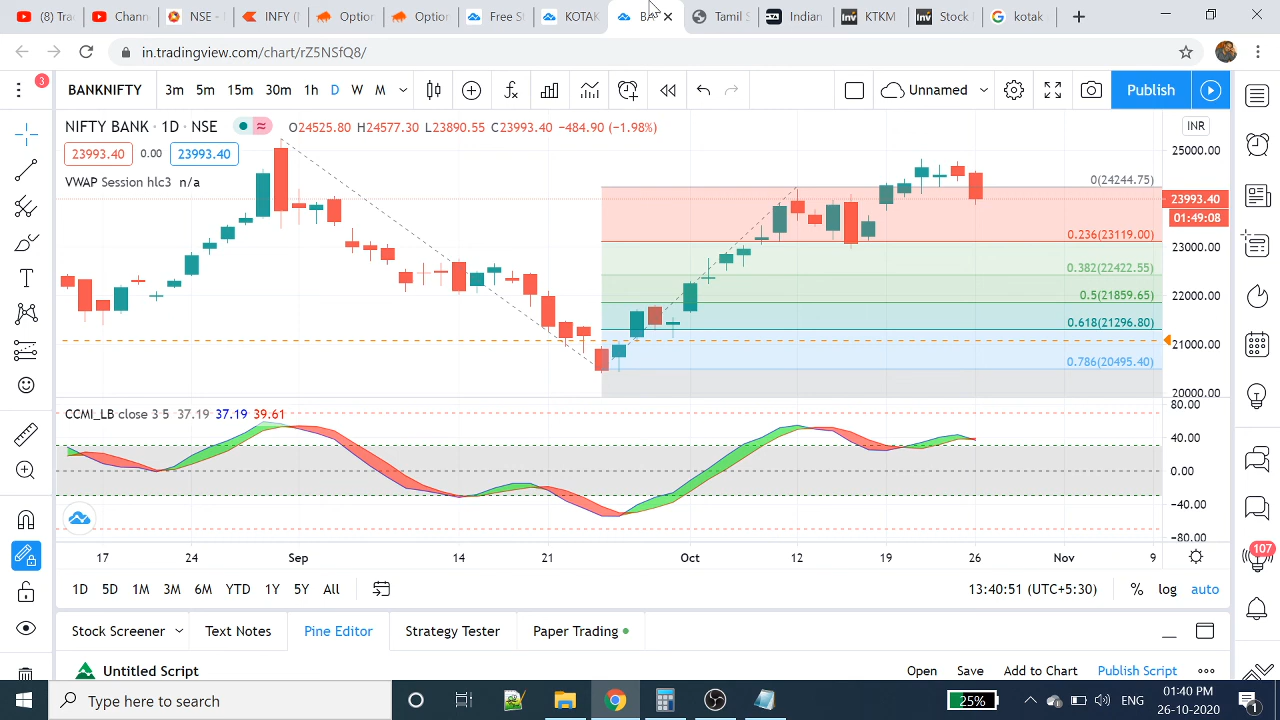 (8) Tra
Chart
NSE -
INFY (T
Option
Option
Free S
KOTAK
BA
Tamil S
Intran
KTKM
Stock
kotak
in.tradingview.com/chart/rZ5NSfQ8/
3
BANKNIFTY 3m 5m 15m 30m 1h D W M Unnamed Publish
NIFTY BANK · 1D · NSE O24525.80 H24577.30 L23890.55 C23993.40 -484.90 (-1.98%)
INR
23993.40 0.00 23993.40
VWAP Session hlc3 n/a
25000.00
0(24244.75)
23993.40
01:49:08
0.236(23119.00)
23000.00
0.382(22422.55)
22000.00
0.5(21859.65)
0.618(21296.80)
21000.00
0.786(20495.40)
20000.00
CCMI_LB close 3 5 37.19 37.19 39.61
80.00
40.00
0.00
-40.00
-80.00
17 24 Sep 14 21 Oct 12 19 26 Nov 9
107
1D 5D 1M 3M 6M YTD 1Y 5Y All 13:40:51 (UTC+5:30) % log auto
Stock Screener Text Notes Pine Editor Strategy Tester Paper Trading
Untitled Script Open Save Add to Chart Publish Script
Type here to search
25%
ENG
01:40 PM
26-10-2020
1